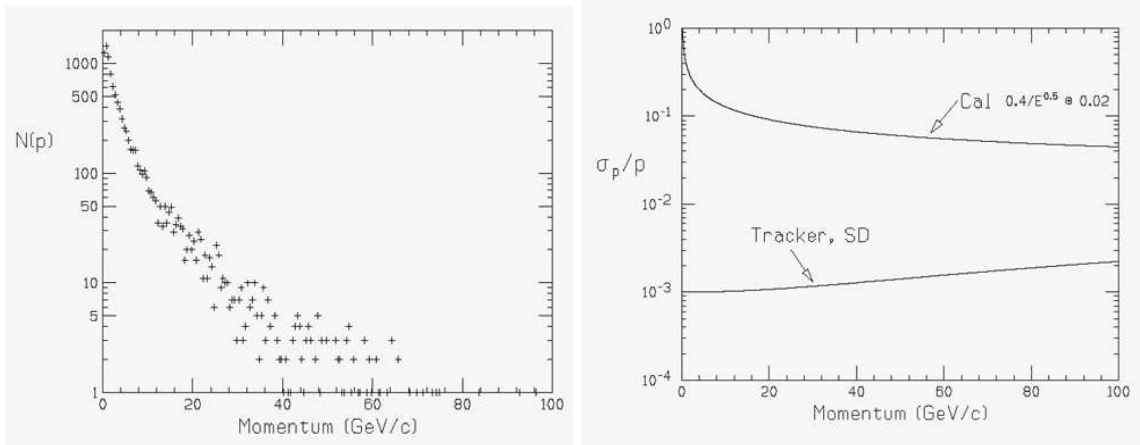 1000
500
N(p)
100
50
10
5
1
0 20 40 60 80 100
Momentum (GeV/c)
10^0
Cal 0.4/E^0.5 ⊕ 0.02
10^-1
σ_p/p
10^-2
Tracker, SD
10^-3
10^-4
0 20 40 60 80 100
Momentum (GeV/c)